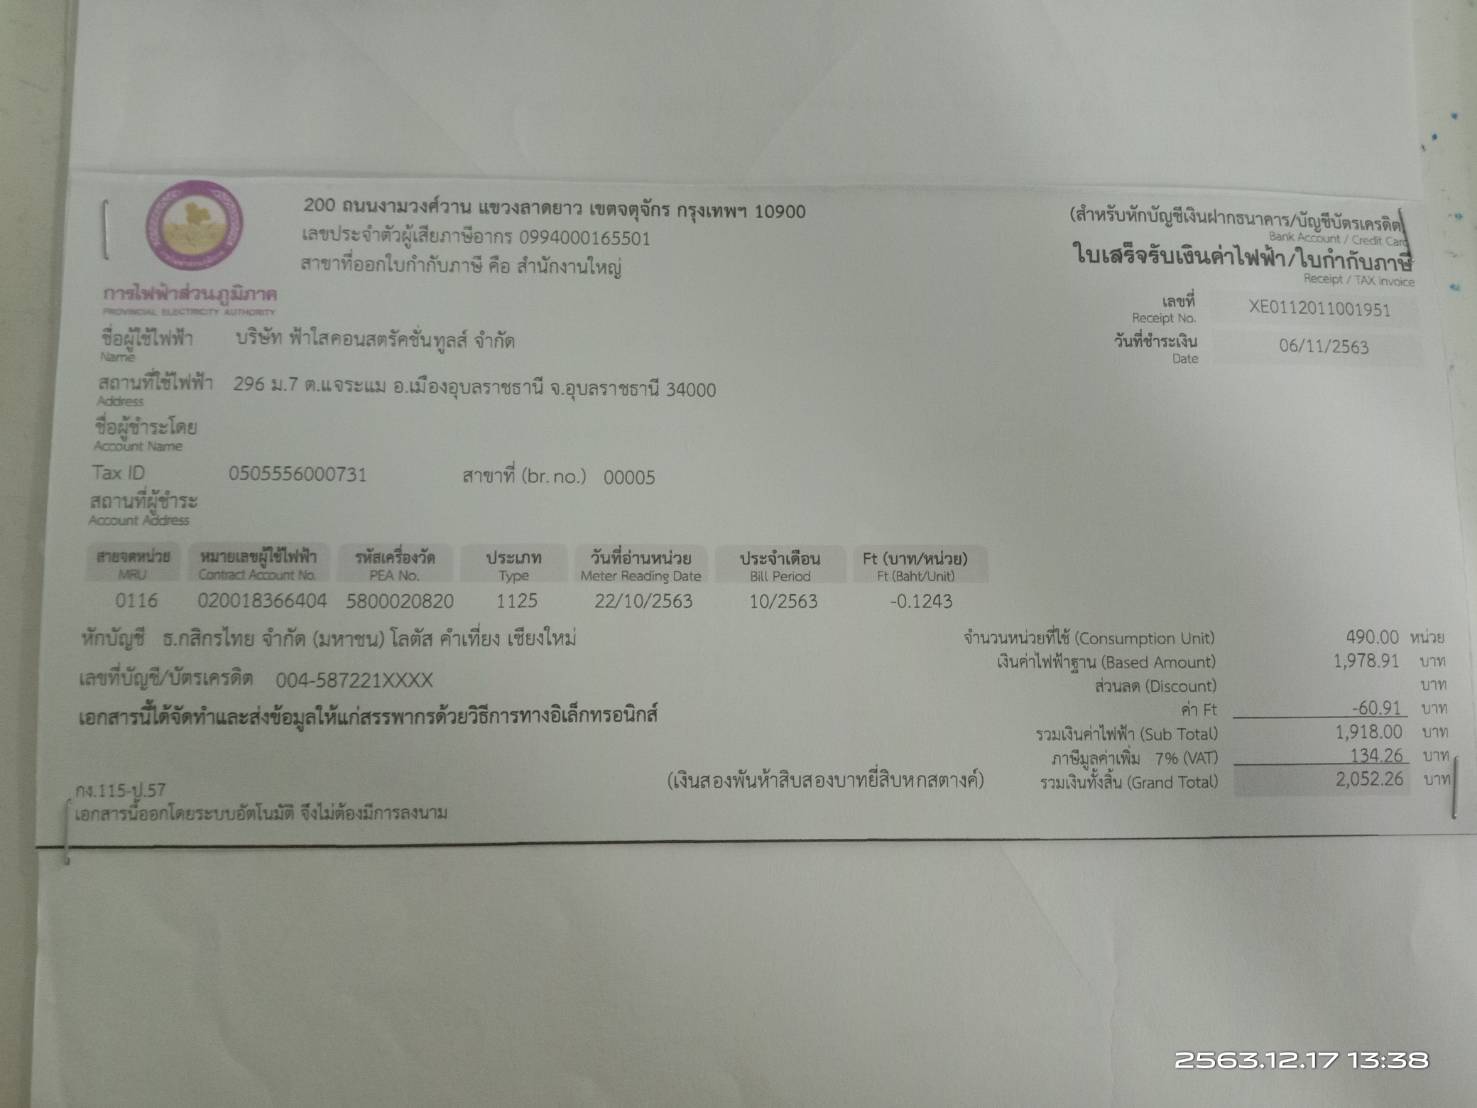 200 ถนนงามวงศ์วาน แขวงลาดยาว เขตจตุจักร กรุงเทพฯ 10900
เลขประจำตัวผู้เสียภาษีอากร 0994000165501
สาขาที่ออกใบกำกับภาษี คือ สำนักงานใหญ่
(สำหรับหักบัญชีเงินฝากธนาคาร/บัญชีบัตรเครดิต)
Bank Account / Credit Card
ใบเสร็จรับเงินค่าไฟฟ้า/ใบกำกับภาษี
Receipt / TAX invoice
การไฟฟ้าส่วนภูมิภาค
PROVINCIAL ELECTRICITY AUTHORITY
เลขที่ XE0112011001951
Receipt No.
วันที่ชำระเงิน 06/11/2563
Date
ชื่อผู้ใช้ไฟฟ้า บริษัท ฟ้าใสคอนสตรัคชั่นทูลส์ จำกัด
Name
สถานที่ใช้ไฟฟ้า 296 ม.7 ต.แจระแม อ.เมืองอุบลราชธานี จ.อุบลราชธานี 34000
Address
ชื่อผู้ชำระโดย
Account Name
Tax ID 0505556000731 สาขาที่ (br. no.) 00005
สถานที่ผู้ชำระ
Account Address
สายจดหน่วย หมายเลขผู้ใช้ไฟฟ้า รหัสเครื่องวัด ประเภท วันที่อ่านหน่วย ประจำเดือน Ft (บาท/หน่วย)
MRU Contract Account No. PEA No. Type Meter Reading Date Bill Period Ft (Baht/Unit)
0116 020018366404 5800020820 1125 22/10/2563 10/2563 -0.1243
หักบัญชี ธ.กสิกรไทย จำกัด (มหาชน) โลตัส คำเที่ยง เชียงใหม่
เลขที่บัญชี/บัตรเครดิต 004-587221XXXX
เอกสารนี้ได้จัดทำและส่งข้อมูลให้แก่สรรพากรด้วยวิธีการทางอิเล็กทรอนิกส์
จำนวนหน่วยที่ใช้ (Consumption Unit) 490.00 หน่วย
เงินค่าไฟฟ้าฐาน (Based Amount) 1,978.91 บาท
ส่วนลด (Discount) บาท
ค่า Ft -60.91 บาท
รวมเงินค่าไฟฟ้า (Sub Total) 1,918.00 บาท
ภาษีมูลค่าเพิ่ม 7% (VAT) 134.26 บาท
(เงินสองพันห้าสิบสองบาทยี่สิบหกสตางค์) รวมเงินทั้งสิ้น (Grand Total) 2,052.26 บาท
กง.115-ป.57
เอกสารนี้ออกโดยระบบอัตโนมัติ จึงไม่ต้องมีการลงนาม
2563.12.17 13:38